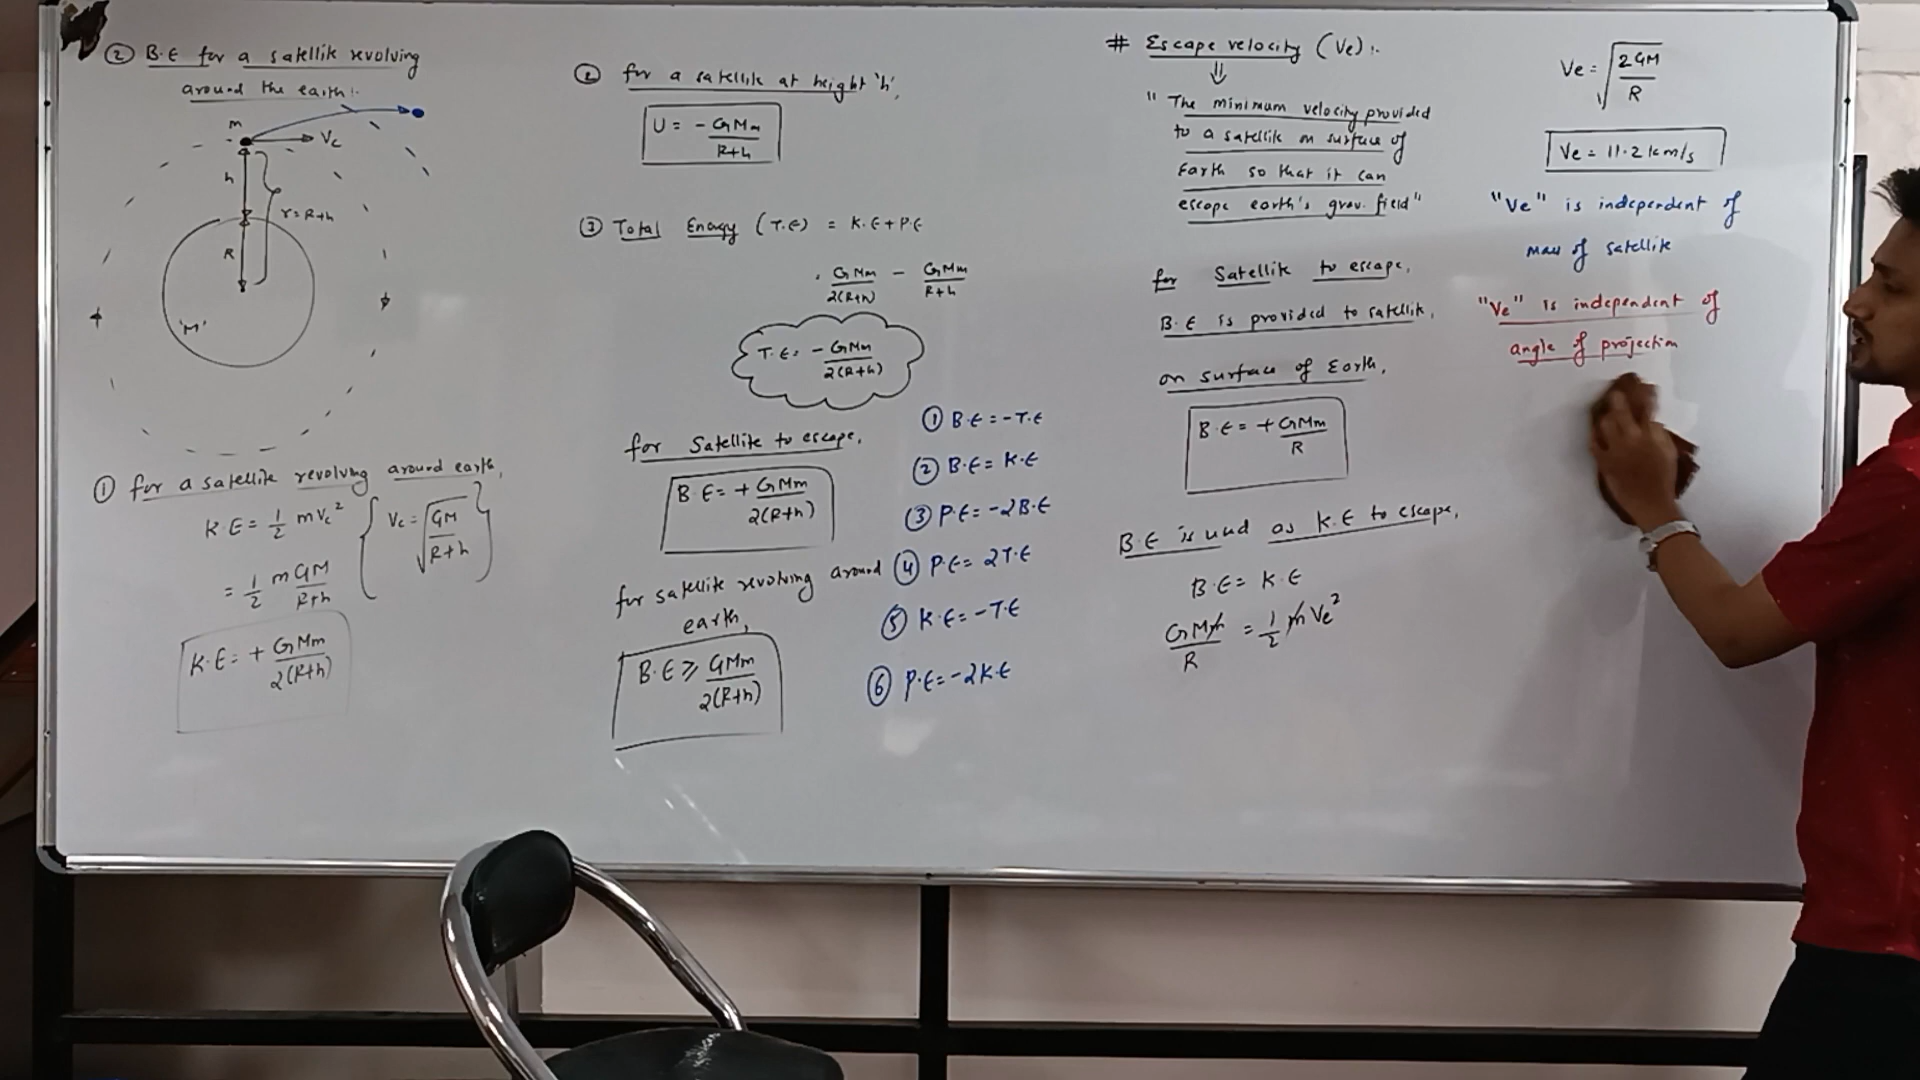 ② B.E for a satellite revolving
around the earth:-
m
Vc
h
r=R+h
R
'M'
① for a satellite revolving around earth,
K.E = 1/2 mVc²
{ Vc = √(GM/R+h) }
= 1/2 m GM/R+h
K.E = + GMm/2(R+h)
② for a satellite at height 'h',
U = - GMm/R+h
③ Total Energy (T.E) = K.E + P.E
= GMm/2(R+h) - GMm/R+h
T.E = - GMm/2(R+h)
for Satellite to escape,
B.E = + GMm/2(R+h)
for satellite revolving around
earth,
B.E ≥ GMm/2(R+h)
① B.E = -T.E
② B.E = K.E
③ P.E = -2B.E
④ P.E = 2T.E
⑤ K.E = -T.E
⑥ P.E = -2K.E
# Escape velocity (Ve):-
⇓
" The minimum velocity provided
to a satellite on surface of
Earth so that it can
escape earth's grav. field"
for Satellite to escape,
B.E is provided to satellite,
on surface of Earth,
B.E = + GMm/R
B.E is used as K.E to escape,
B.E = K.E
GMm/R = 1/2 mVe²
Ve = √(2GM/R)
Ve = 11.2 km/s
"Ve" is independent of
mass of satellite
"Ve" is independent of
angle of projection